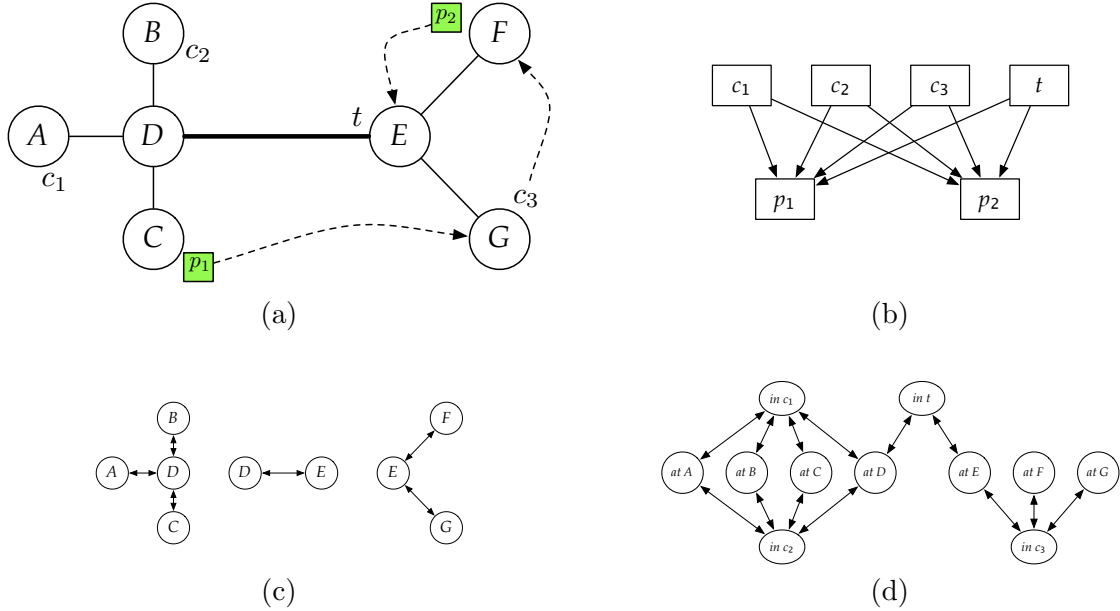 B
c₂
A
c₁
D
C
p₁
t
E
p₂
F
c₃
G
(a)
c₁ c₂ c₃ t
p₁ p₂
(b)
B
A D
C
D E
F
E
G
(c)
in c₁ in t
at A at B at C at D at E at F at G
in c₂ in c₃
(d)